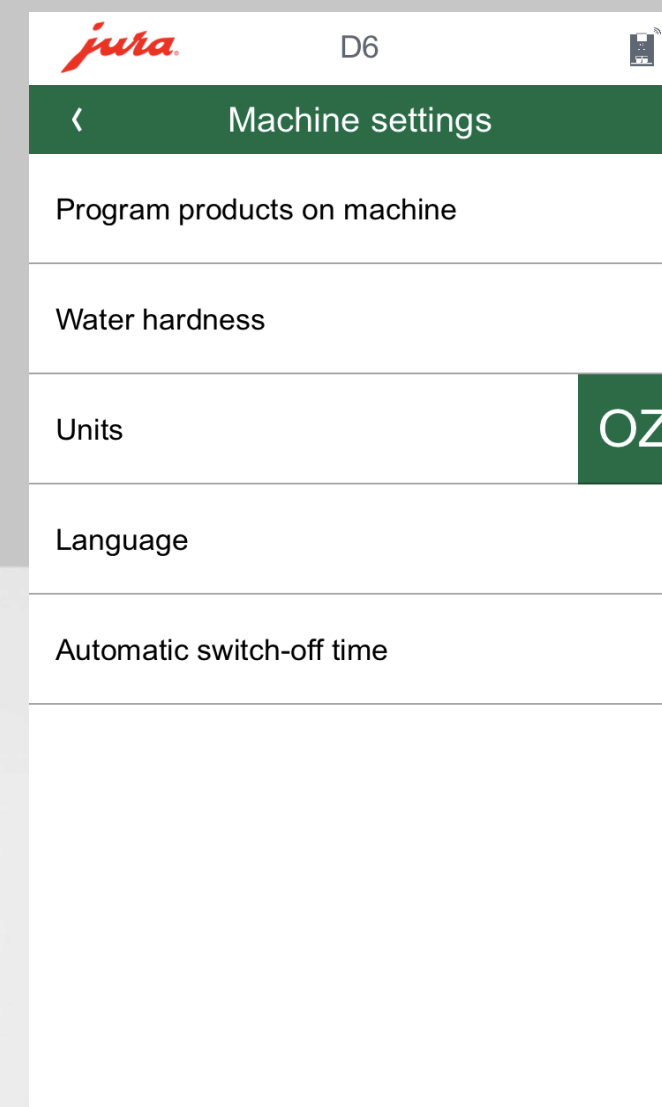 jura.
D6
Machine settings
Program products on machine
Water hardness
Units
OZ
Language
Automatic switch-off time